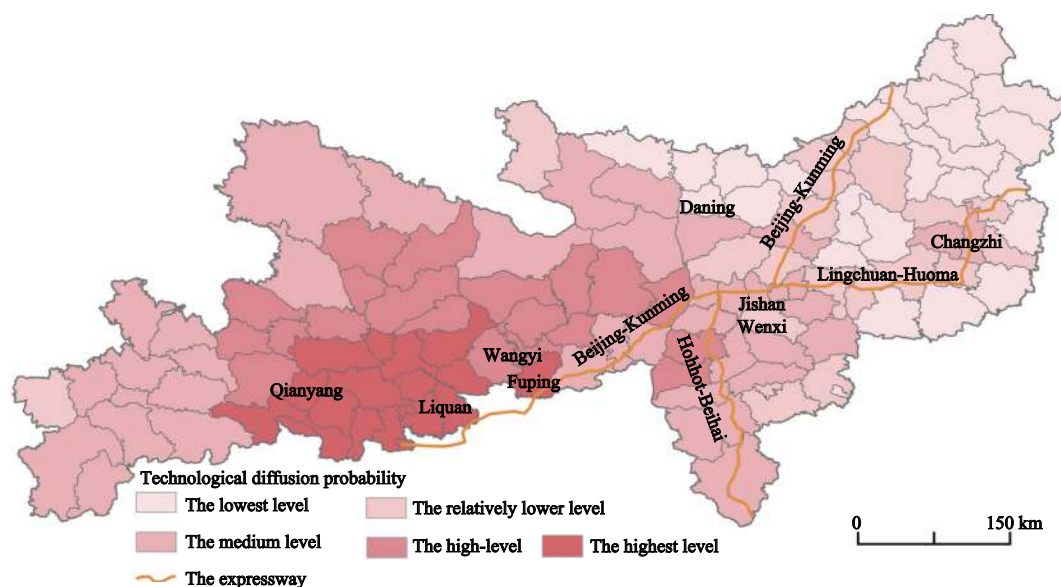 Daning
Beijing-Kunming
Changzhi
Lingchuan-Huoma
Jishan
Wenxi
Beijing-Kunming
Hohhot-Beihai
Wangyi
Fuping
Qianyang
Liquan
Technological diffusion probability
The lowest level
The relatively lower level
The medium level
The high-level
The highest level
The expressway
0
150 km